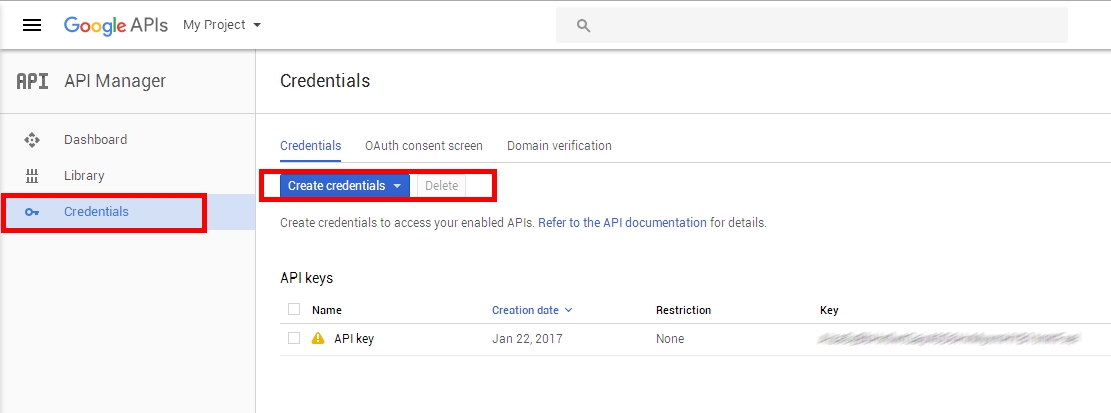 Google APIs My Project
API API Manager
Credentials
Dashboard
Library
Credentials
Credentials OAuth consent screen Domain verification
Create credentials Delete
Create credentials to access your enabled APIs. Refer to the API documentation for details.
API keys
Name Creation date Restriction Key
API key Jan 22, 2017 None